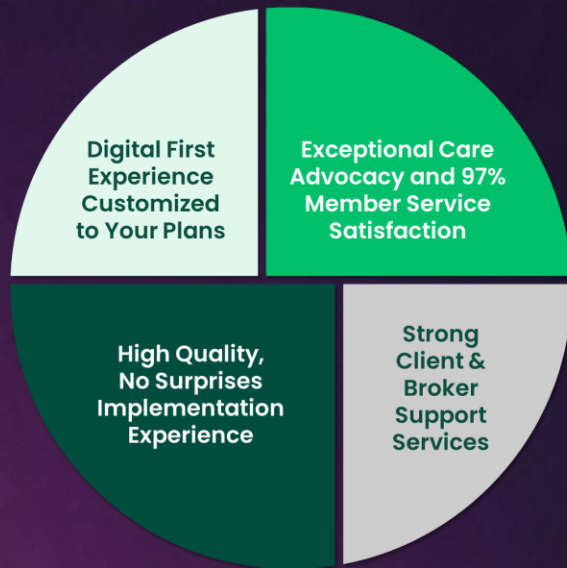 Digital First
Experience
Customized
to Your Plans
Exceptional Care
Advocacy and 97%
Member Service
Satisfaction
High Quality,
No Surprises
Implementation
Experience
Strong
Client &
Broker
Support
Services